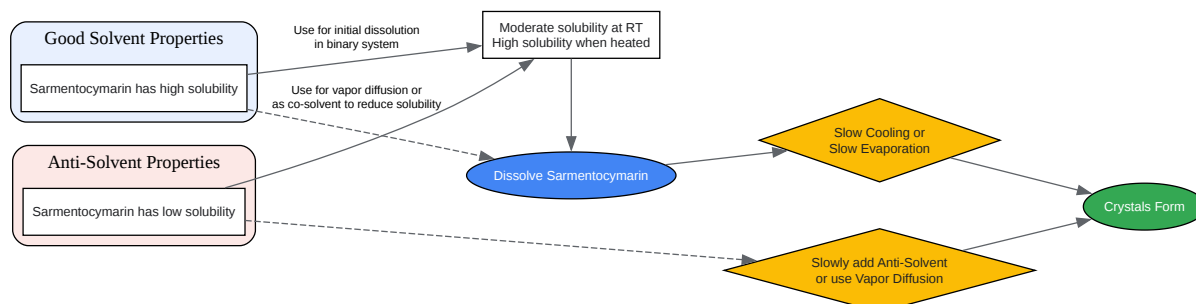 Good Solvent Properties
Sarmentocymarin has high solubility
Use for initial dissolution
in binary system
Moderate solubility at RT
High solubility when heated
Use for vapor diffusion or
as co-solvent to reduce solubility
Anti-Solvent Properties
Sarmentocymarin has low solubility
Dissolve Sarmentocymarin
Slow Cooling or
Slow Evaporation
Crystals Form
Slowly add Anti-Solvent
or use Vapor Diffusion